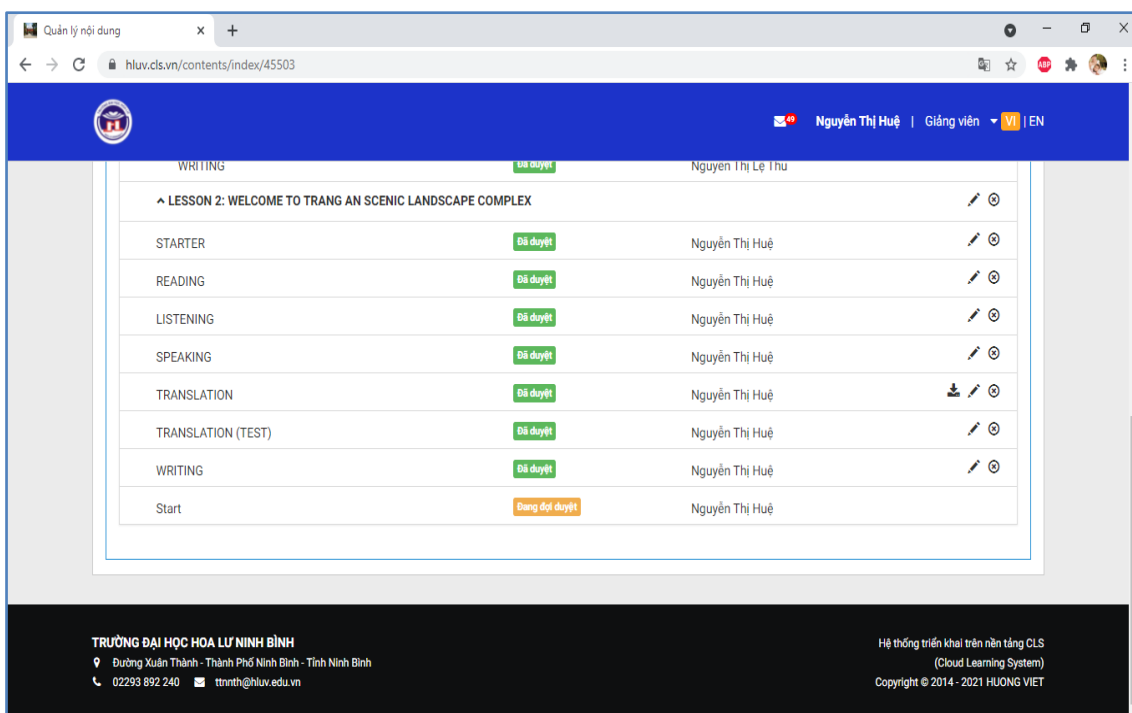 Quản lý nội dung
hluv.cls.vn/contents/index/45503
ABP
49 Nguyễn Thị Huệ | Giảng viên VI | EN
WRITING Đã duyệt Nguyễn Thị Lệ Thu
LESSON 2: WELCOME TO TRANG AN SCENIC LANDSCAPE COMPLEX
STARTER Đã duyệt Nguyễn Thị Huệ
READING Đã duyệt Nguyễn Thị Huệ
LISTENING Đã duyệt Nguyễn Thị Huệ
SPEAKING Đã duyệt Nguyễn Thị Huệ
TRANSLATION Đã duyệt Nguyễn Thị Huệ
TRANSLATION (TEST) Đã duyệt Nguyễn Thị Huệ
WRITING Đã duyệt Nguyễn Thị Huệ
Start Đang đợi duyệt Nguyễn Thị Huệ
TRƯỜNG ĐẠI HỌC HOA LƯ NINH BÌNH
Đường Xuân Thành - Thành Phố Ninh Bình - Tỉnh Ninh Bình
02293 892 240 ttnnth@hluv.edu.vn
Hệ thống triển khai trên nền tảng CLS
(Cloud Learning System)
Copyright © 2014 - 2021 HUONG VIET